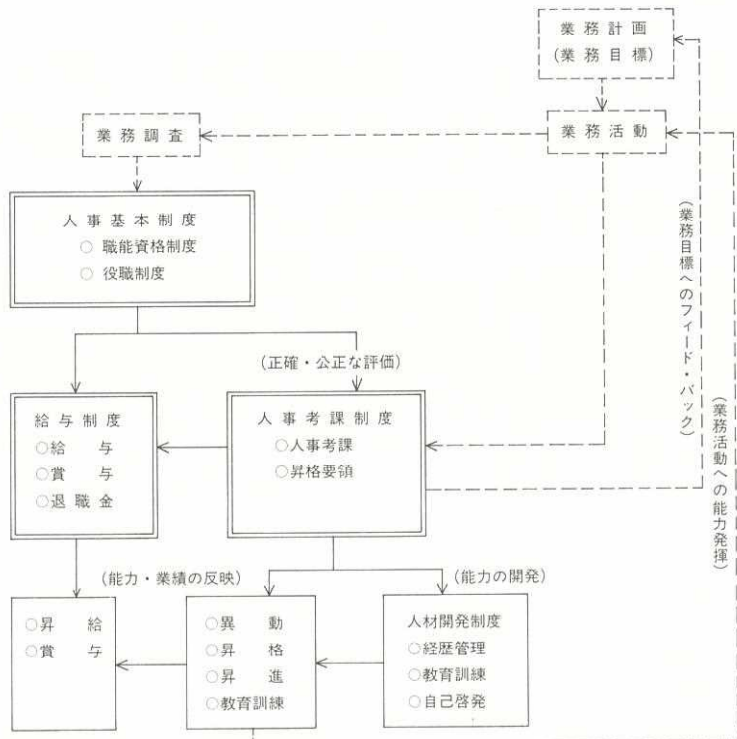 業務計画
(業務目標)
業務調査
業務活動
人事基本制度
○ 職能資格制度
○ 役職制度
(正確・公正な評価)
給与制度
○給与
○賞与
○退職金
人事考課制度
○人事考課
○昇格要領
(業務目標へのフィード・バック)
(業務活動への能力発揮)
(能力・業績の反映)
(能力の開発)
○昇給
○賞与
○異動
○昇格
○昇進
○教育訓練
人材開発制度
○経歴管理
○教育訓練
○自己啓発